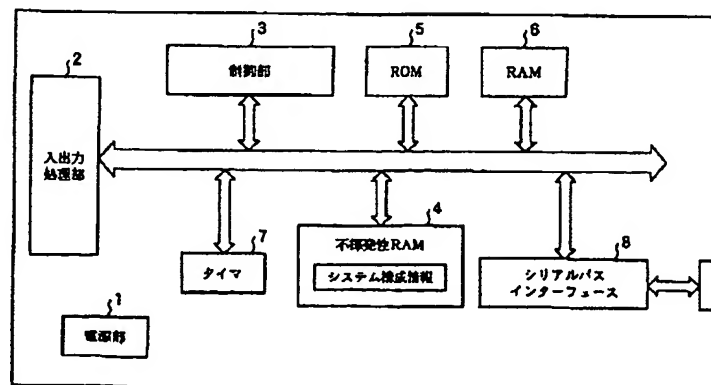 3
5
6
2
制御部
ROM
RAM
入出力
処理部
7
4
8
タイマ
不揮発性RAM
システム構成情報
シリアルバス
インターフェース
1
電源部